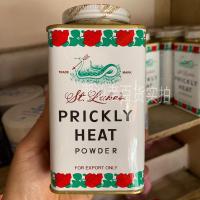 TRADE MARK
St. Luke's
PRICKLY
HEAT
POWDER
FOR EXPORT ONLY